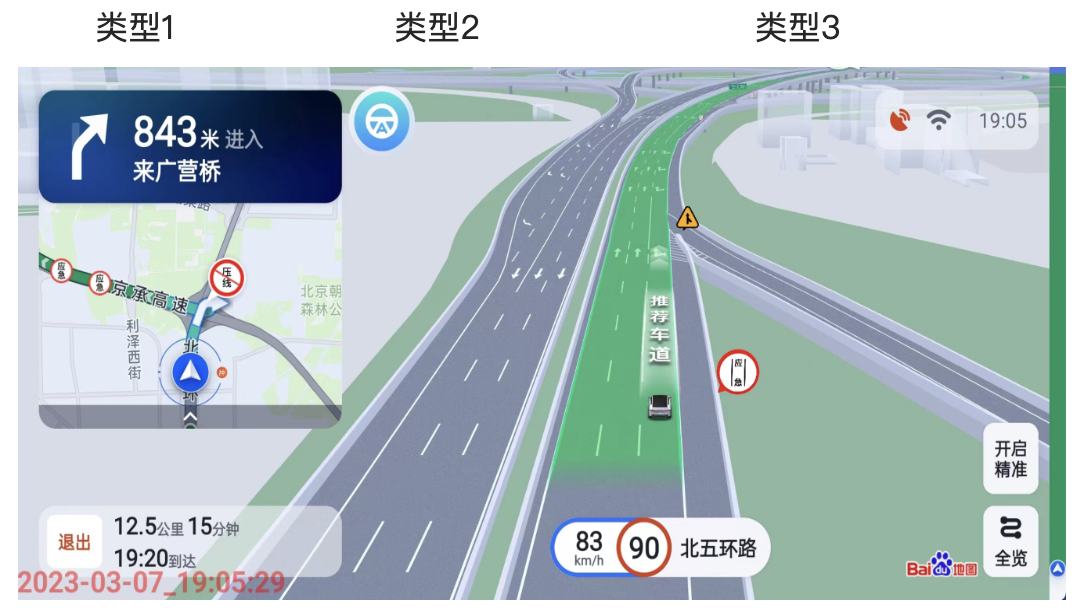 类型1
类型2
类型3
843米 进入
来广营桥
19:05
应急
应急
京承高速
压线
北京朝
森林公
利泽西街
北
环
推荐车道
应急
开启
精准
退出
12.5公里 15分钟
19:20到达
83
km/h
90
北五环路
全览
Bai du 地图
2023-03-07_19:05:29